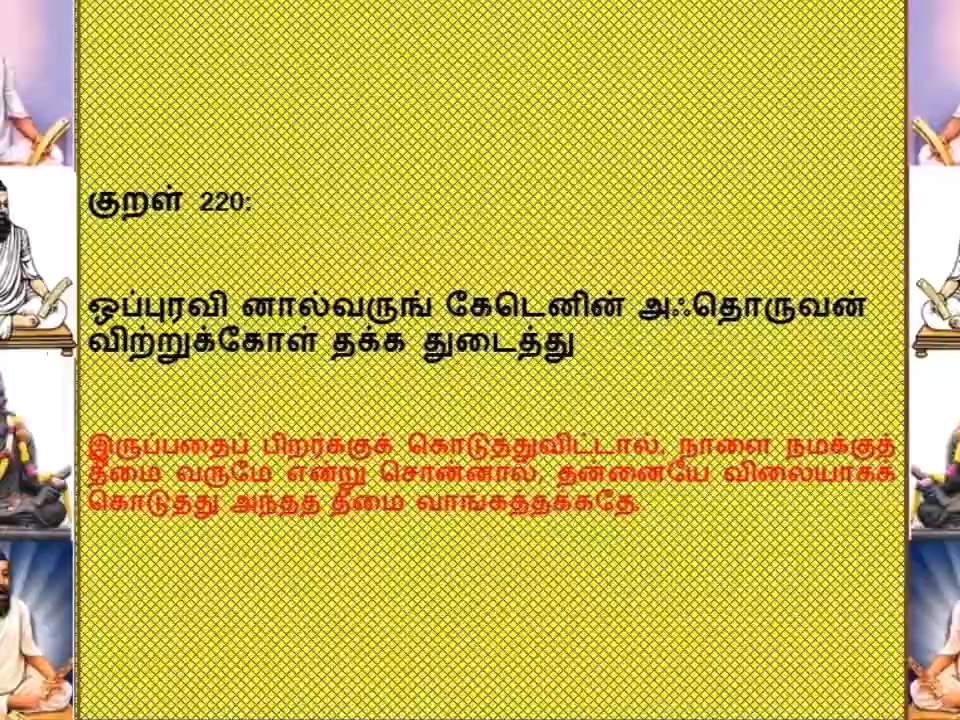 குறள் 220:
ஒப்புரவி னால்வருங் கேடெனின் அஃதொருவன்
விற்றுக்கோள் தக்க துடைத்து
இருப்பதைப் பிறர்க்குக் கொடுத்துவிட்டால், நாளை நமக்குத்
தீமை வருமே என்று சொன்னால், தன்னையே விலையாகக்
கொடுத்து அந்தத் தீமை வாங்கத்தக்கதே.